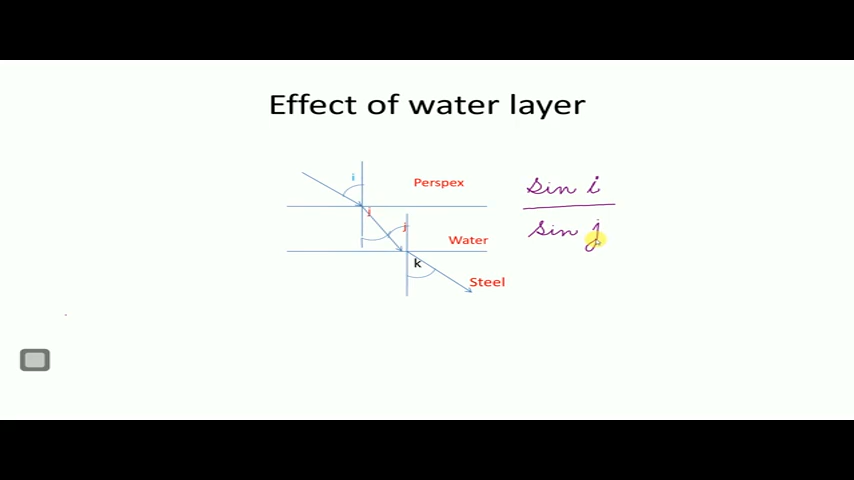 Effect of water layer
i
Perspex
j
j
Water
k
Steel
sin i
sin j